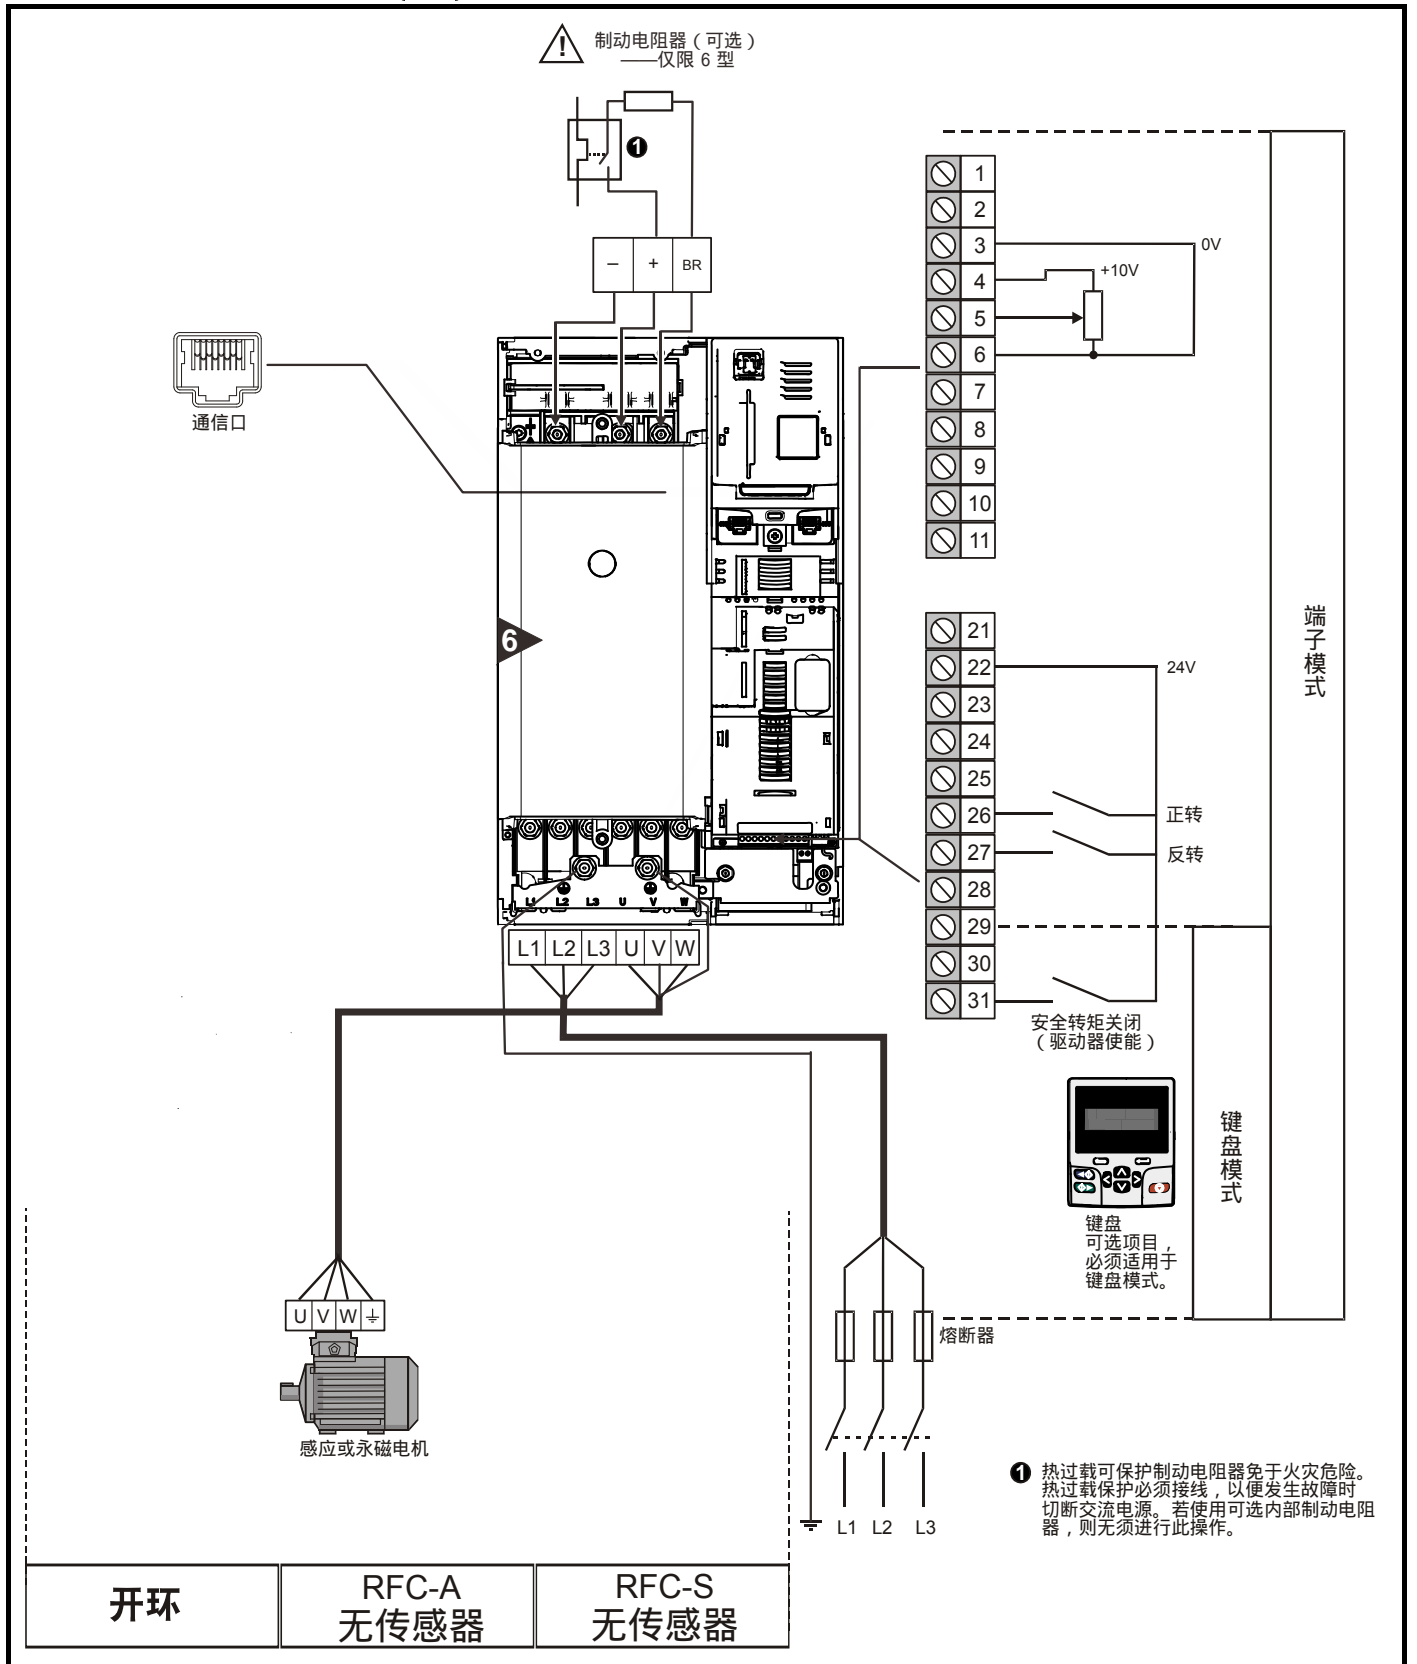 制动电阻器（可选）
——仅限 6 型
1
– + BR
通信口
1
2
3
0V
4
+10V
5
6
7
8
9
10
11
6
21
22
24V
23
24
25
26
正转
27
反转
28
29
30
31
安全转矩关闭
（驱动器使能）
端子模式
键盘模式
L1 L2 L3 U V W
L1 L2 L3 U V W
键盘
可选项目，
必须适用于
键盘模式。
U V W
熔断器
感应或永磁电机
L1 L2 L3
1 热过载可保护制动电阻器免于火灾危险。
热过载保护必须接线，以便发生故障时
切断交流电源。若使用可选内部制动电阻
器，则无须进行此操作。
开环
RFC-A
无传感器
RFC-S
无传感器